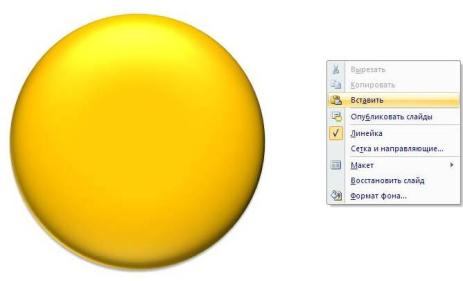 Вырезать
Копировать
Вставить
Опубликовать слайды
Линейка
Сетка и направляющие...
Макет
Восстановить слайд
Формат фона...